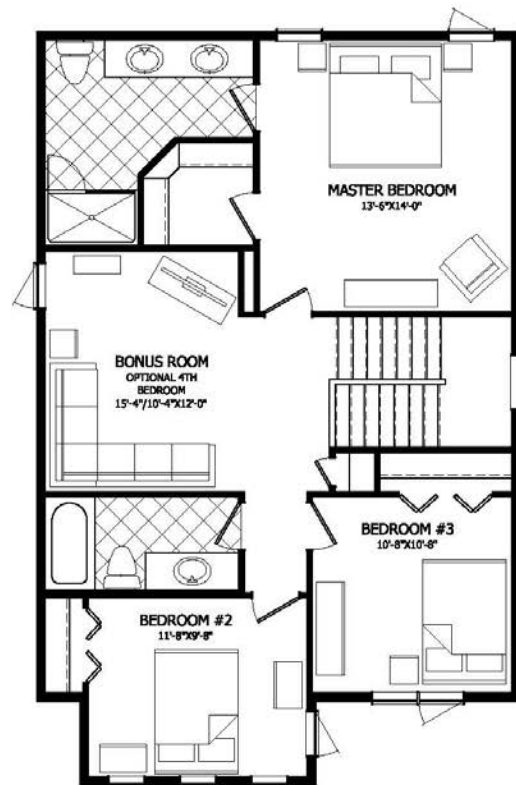 MASTER BEDROOM
13'-6"X14'-0"
BONUS ROOM
OPTIONAL 4TH
BEDROOM
15'-4"/10'-4"X12'-0"
BEDROOM #3
10'-8"X10'-8"
BEDROOM #2
11'-8"X9'-8"